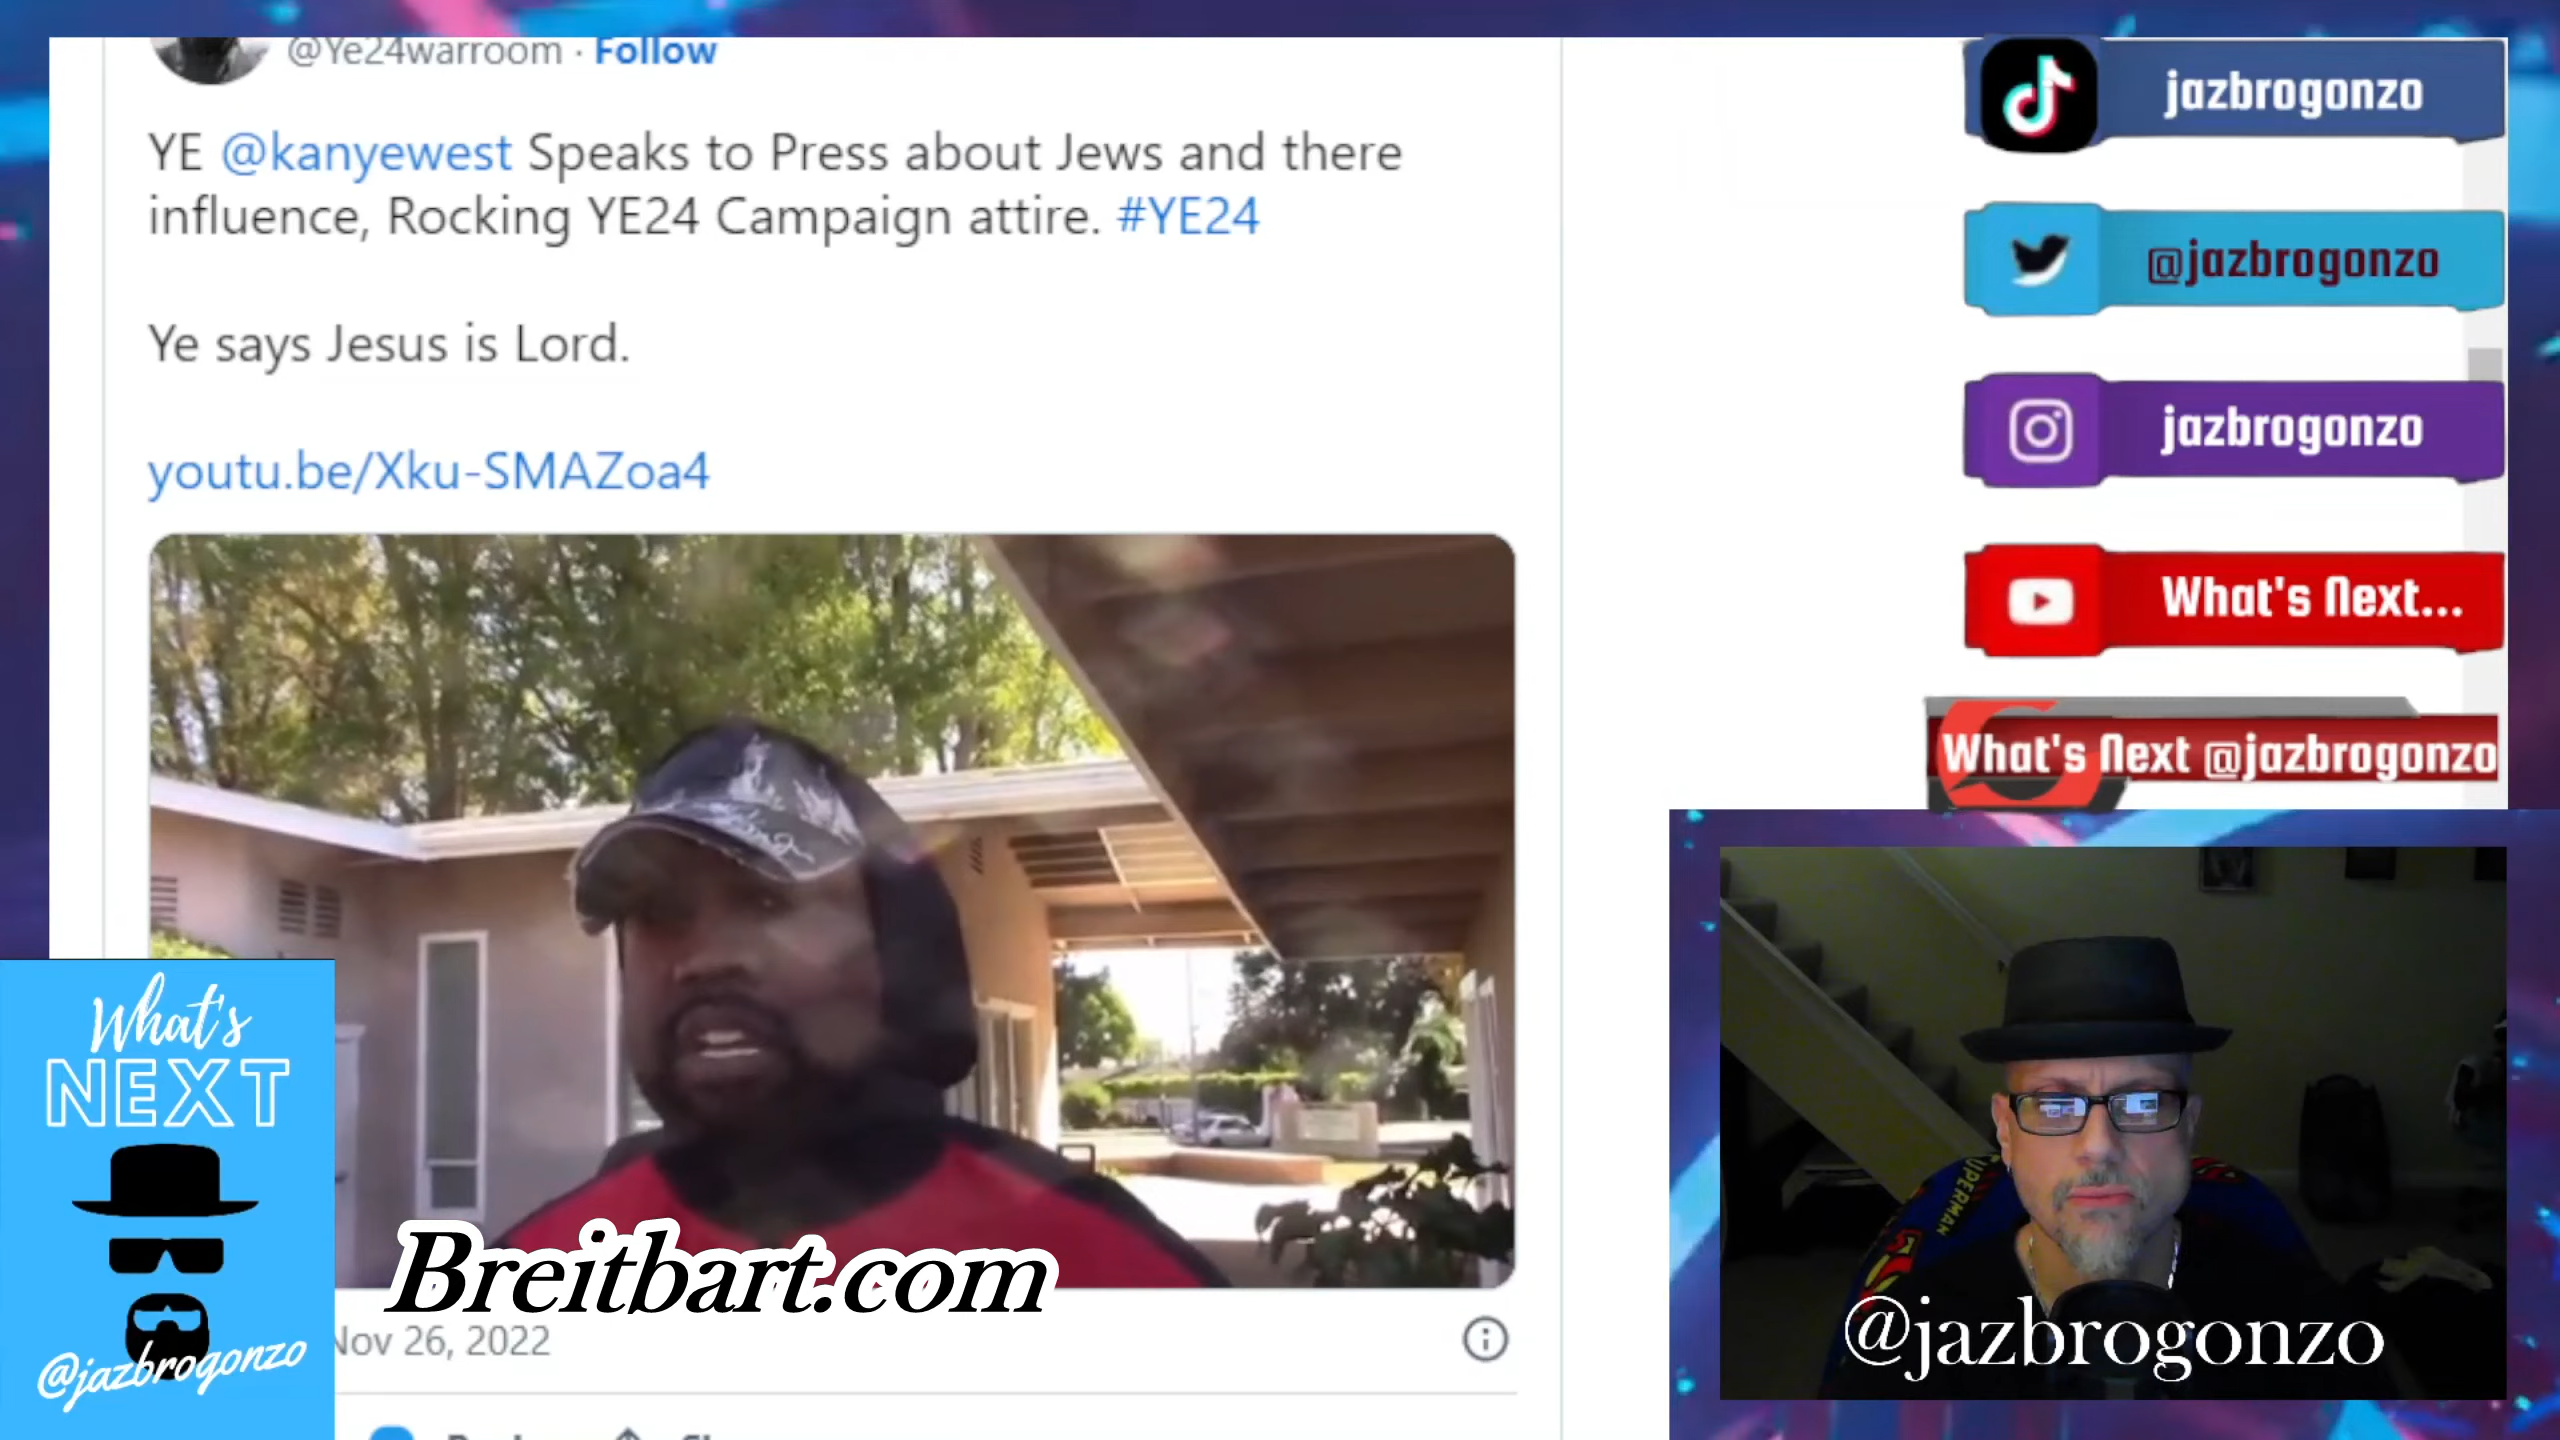 @Ye24warroom · Follow
YE @kanyewest Speaks to Press about Jews and there
influence, Rocking YE24 Campaign attire. #YE24
Ye says Jesus is Lord.
youtu.be/Xku-SMAZoa4
Nov 26, 2022
Breitbart.com
What's
NEXT
@jazbrogonzo
jazbrogonzo
@jazbrogonzo
jazbrogonzo
What's Next...
What's Next @jazbrogonzo
SUPERMAN
@jazbrogonzo